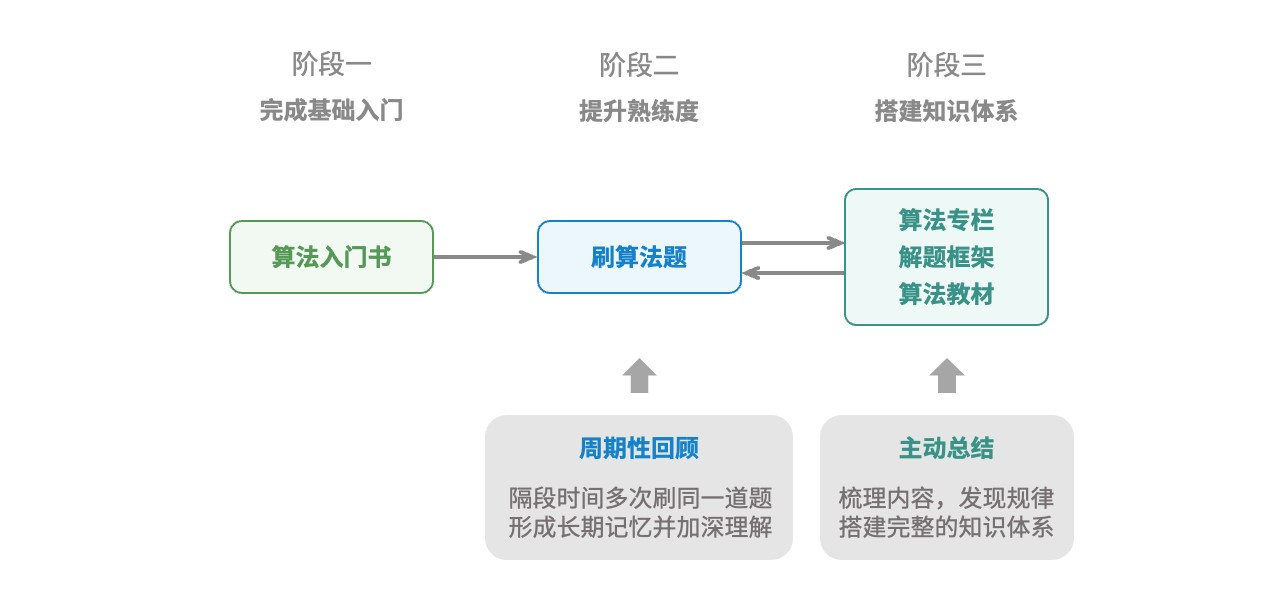 阶段一
完成基础入门
阶段二
提升熟练度
阶段三
搭建知识体系
算法入门书
刷算法题
算法专栏
解题框架
算法教材
周期性回顾
隔段时间多次刷同一道题
形成长期记忆并加深理解
主动总结
梳理内容，发现规律
搭建完整的知识体系